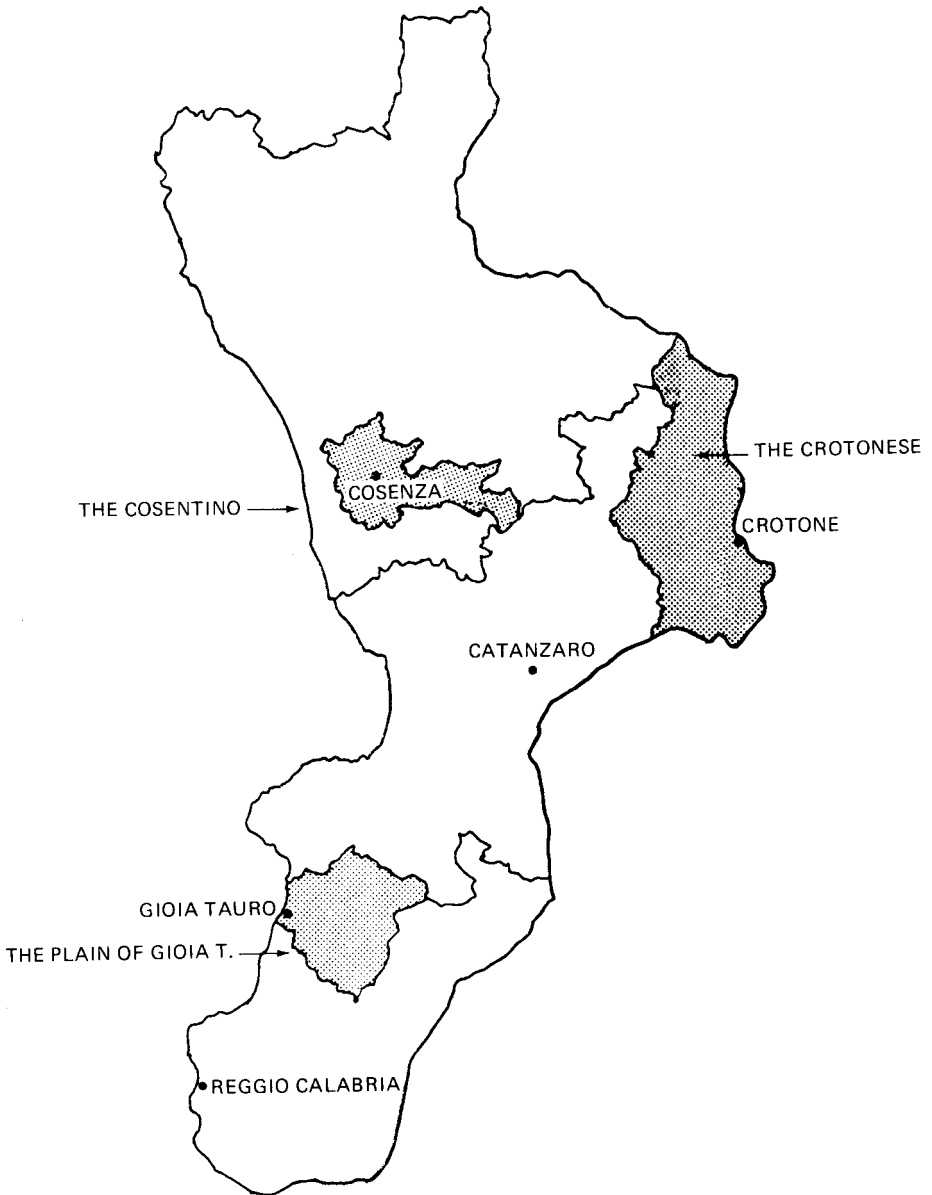 THE CROTONESE
COSENZA
THE COSENTINO
CROTONE
CATANZARO
GIOIA TAURO
THE PLAIN OF GIOIA T.
REGGIO CALABRIA